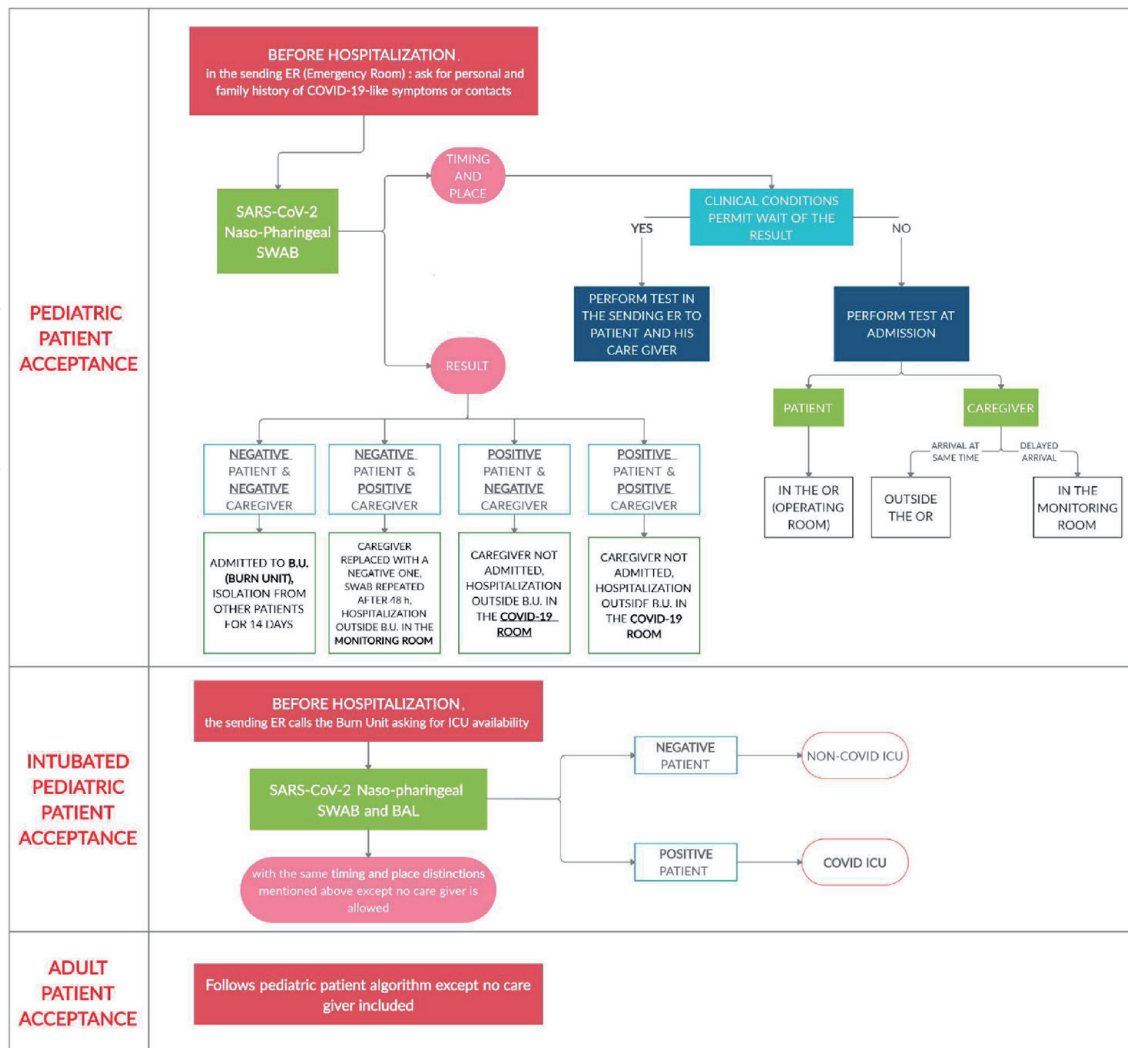 PEDIATRIC
PATIENT
ACCEPTANCE
BEFORE HOSPITALIZATION,
in the sending ER (Emergency Room) : ask for personal and
family history of COVID-19-like symptoms or contacts
SARS-CoV-2
Naso-Pharingeal
SWAB
TIMING
AND
PLACE
CLINICAL CONDITIONS
PERMIT WAIT OF THE
RESULT
YES
NO
PERFORM TEST IN
THE SENDING ER TO
PATIENT AND HIS
CARE GIVER
PERFORM TEST AT
ADMISSION
PATIENT
CAREGIVER
ARRIVAL AT
SAME TIME
DELAYED
ARRIVAL
IN THE OR
(OPERATING
ROOM)
OUTSIDE
THE OR
IN THE
MONITORING
ROOM
RESULT
NEGATIVE
PATIENT &
NEGATIVE
CAREGIVER
NEGATIVE
PATIENT &
POSITIVE
CAREGIVER
POSITIVE
PATIENT &
NEGATIVE
CAREGIVER
POSITIVE
PATIENT &
POSITIVE
CAREGIVER
ADMITTED TO B.U.
(BURN UNIT),
ISOLATION FROM
OTHER PATIENTS
FOR 14 DAYS
CAREGIVER
REPLACED WITH A
NEGATIVE ONE,
SWAB REPEATED
AFTER 48 h,
HOSPITALIZATION
OUTSIDE B.U. IN THE
MONITORING ROOM
CAREGIVER NOT
ADMITTED,
HOSPITALIZATION
OUTSIDE B.U. IN
THE COVID-19
ROOM
CAREGIVER NOT
ADMITTED,
HOSPITALIZATION
OUTSIDE B.U. IN
THE COVID-19
ROOM
INTUBATED
PEDIATRIC
PATIENT
ACCEPTANCE
BEFORE HOSPITALIZATION,
the sending ER calls the Burn Unit asking for ICU availability
SARS-CoV-2 Naso-pharingeal
SWAB and BAL
with the same timing and place distinctions
mentioned above except no care giver is
allowed
NEGATIVE
PATIENT
NON-COVID ICU
POSITIVE
PATIENT
COVID ICU
ADULT
PATIENT
ACCEPTANCE
Follows pediatric patient algorithm except no care
giver included